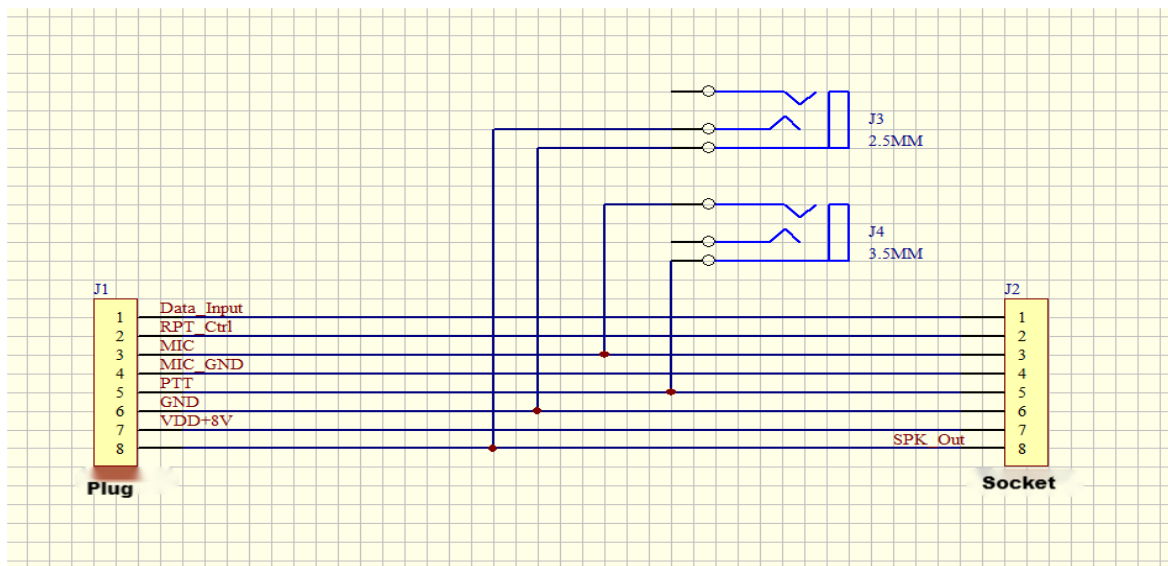 J3
2.5MM
J4
3.5MM
J1
J2
1 Data_Input 1
2 RPT_Ctrl 2
3 MIC 3
4 MIC_GND 4
5 PTT 5
6 GND 6
7 VDD+8V 7
8 SPK_Out 8
Plug
Socket